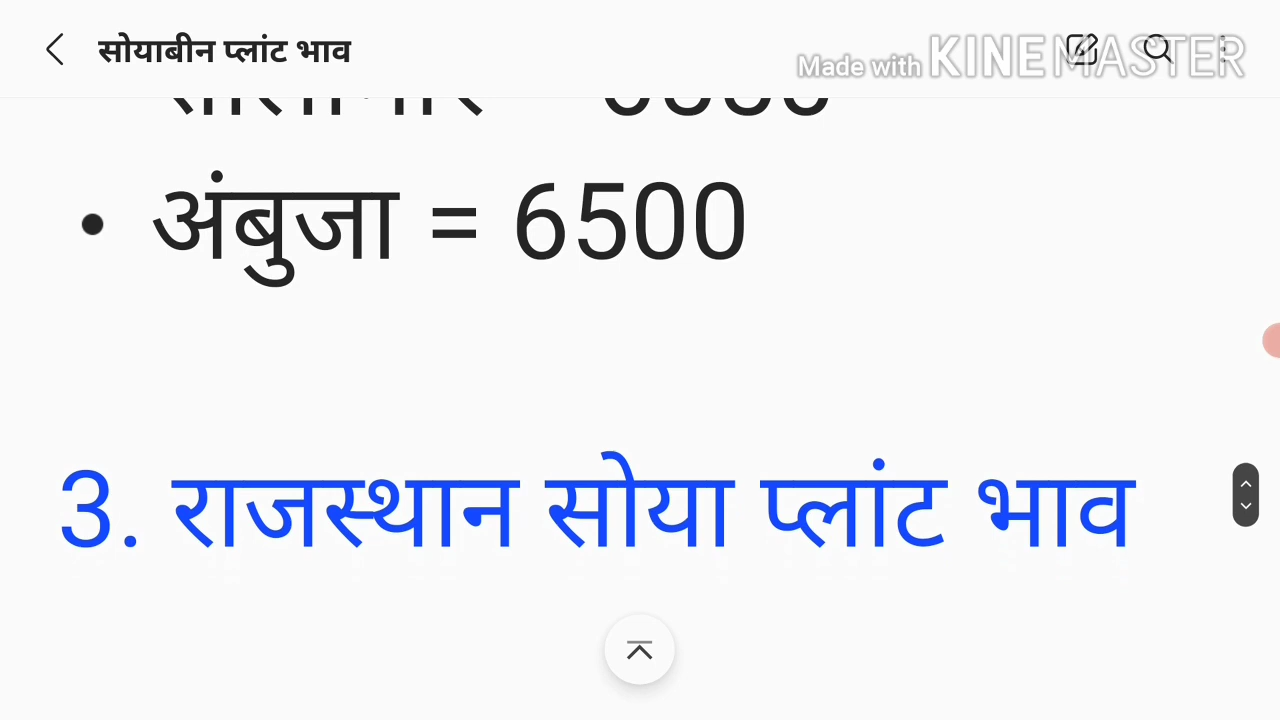 सोयाबीन प्लांट भाव
Made with KINEMASTER
• अंबुजा = 6500
3. राजस्थान सोया प्लांट भाव